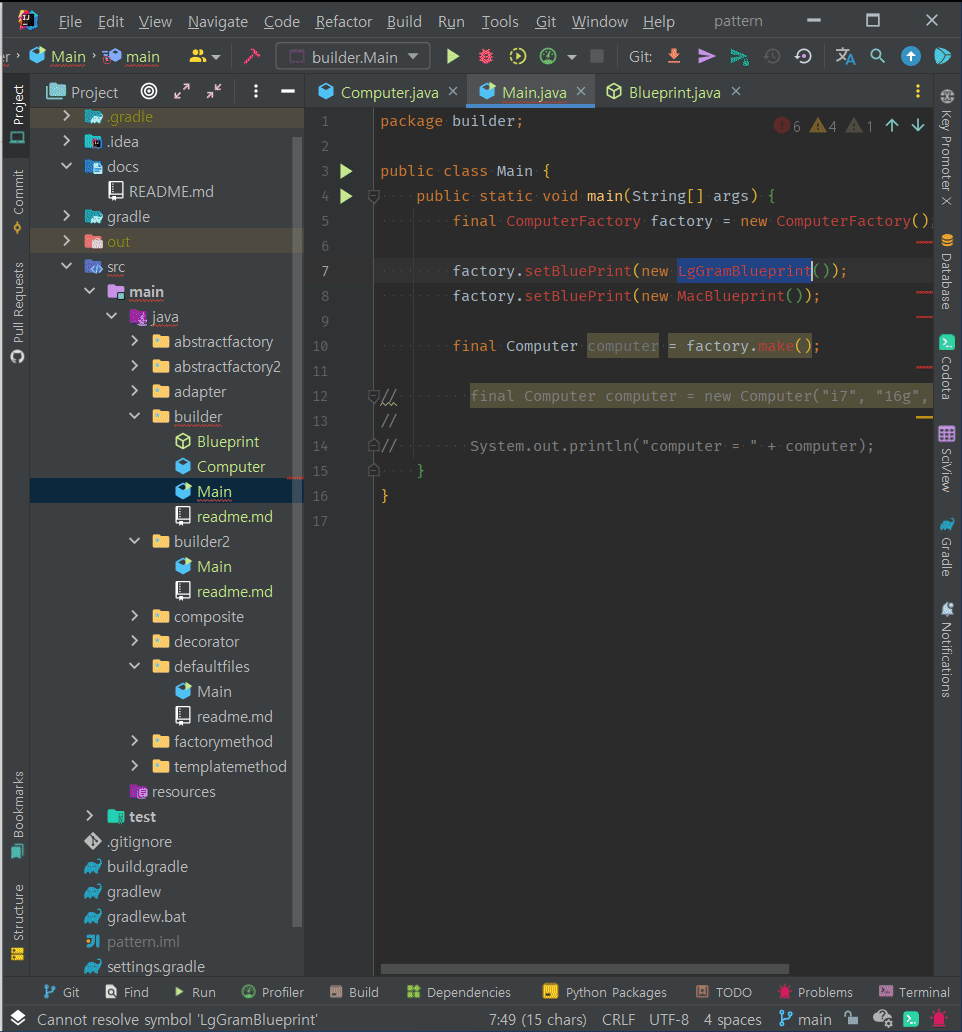 File Edit View Navigate Code Refactor Build Run Tools Git Window Help pattern
Main main builder.Main Git:
Project Computer.java Main.java Blueprint.java
.gradle
.idea
docs
README.md
gradle
out
src
main
java
abstractfactory
abstractfactory2
adapter
builder
Blueprint
Computer
Main
readme.md
builder2
Main
readme.md
composite
decorator
defaultfiles
Main
readme.md
factorymethod
templatemethod
resources
test
.gitignore
build.gradle
gradlew
gradlew.bat
pattern.iml
settings.gradle
6 4 1
1 package builder;
2
3 public class Main {
4 public static void main(String[] args) {
5 final ComputerFactory factory = new ComputerFactory()
6
7 factory.setBluePrint(new LgGramBlueprint());
8 factory.setBluePrint(new MacBlueprint());
9
10 final Computer computer = factory.make();
11
12 // final Computer computer = new Computer("i7", "16g",
13 //
14 // System.out.println("computer = " + computer);
15 }
16 }
17
Project
Commit
Pull Requests
Bookmarks
Structure
Key Promoter X
Database
Codota
SciView
Gradle
Notifications
Git Find Run Profiler Build Dependencies Python Packages TODO Problems Terminal
Cannot resolve symbol 'LgGramBlueprint' 7:49 (15 chars) CRLF UTF-8 4 spaces main